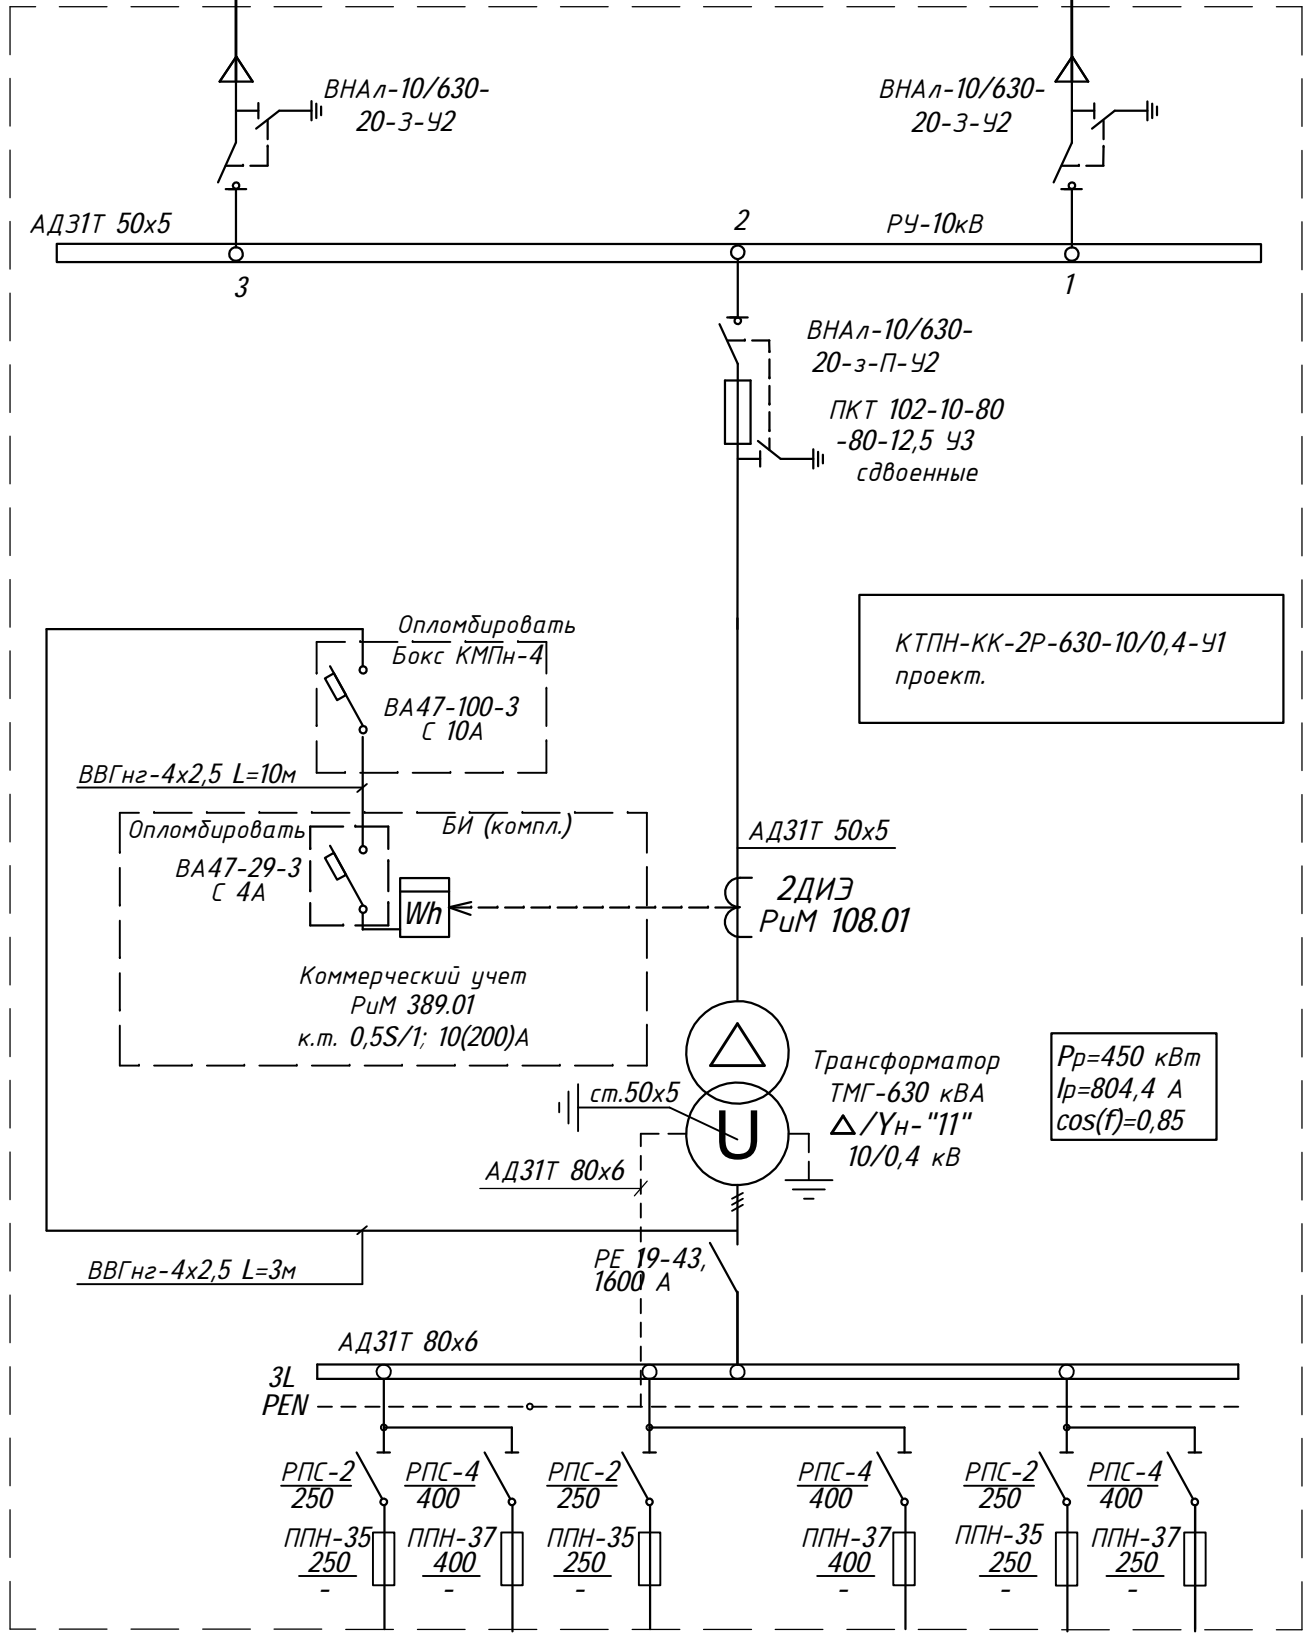 ВНАл-10/630-
20-З-У2
ВНАл-10/630-
20-З-У2
АД31Т 50х5
2
РУ-10кВ
3
1
ВНАл-10/630-
20-з-П-У2
ПКТ 102-10-80
-80-12,5 У3
сдвоенные
КТПН-КК-2Р-630-10/0,4-У1
проект.
Опломбировать
Бокс КМПн-4
ВА47-100-3
С 10А
ВВГнг-4х2,5 L=10м
Опломбировать
БИ (компл.)
ВА47-29-3
С 4А
Wh
АД31Т 50х5
2ДИЭ
РиМ 108.01
Коммерческий учет
РиМ 389.01
к.т. 0,5S/1; 10(200)А
Трансформатор
ТМГ-630 кВА
△/Yн-"11"
10/0,4 кВ
Рр=450 кВт
Iр=804,4 А
cos(f)=0,85
ст.50х5
АД31Т 80х6
РЕ 19-43,
1600 А
ВВГнг-4х2,5 L=3м
АД31Т 80х6
3L
PEN
РПС-2
250
РПС-4
400
РПС-2
250
РПС-4
400
РПС-2
250
РПС-4
400
ППН-35
250
-
ППН-37
400
-
ППН-35
250
-
ППН-37
400
-
ППН-35
250
-
ППН-37
250
-